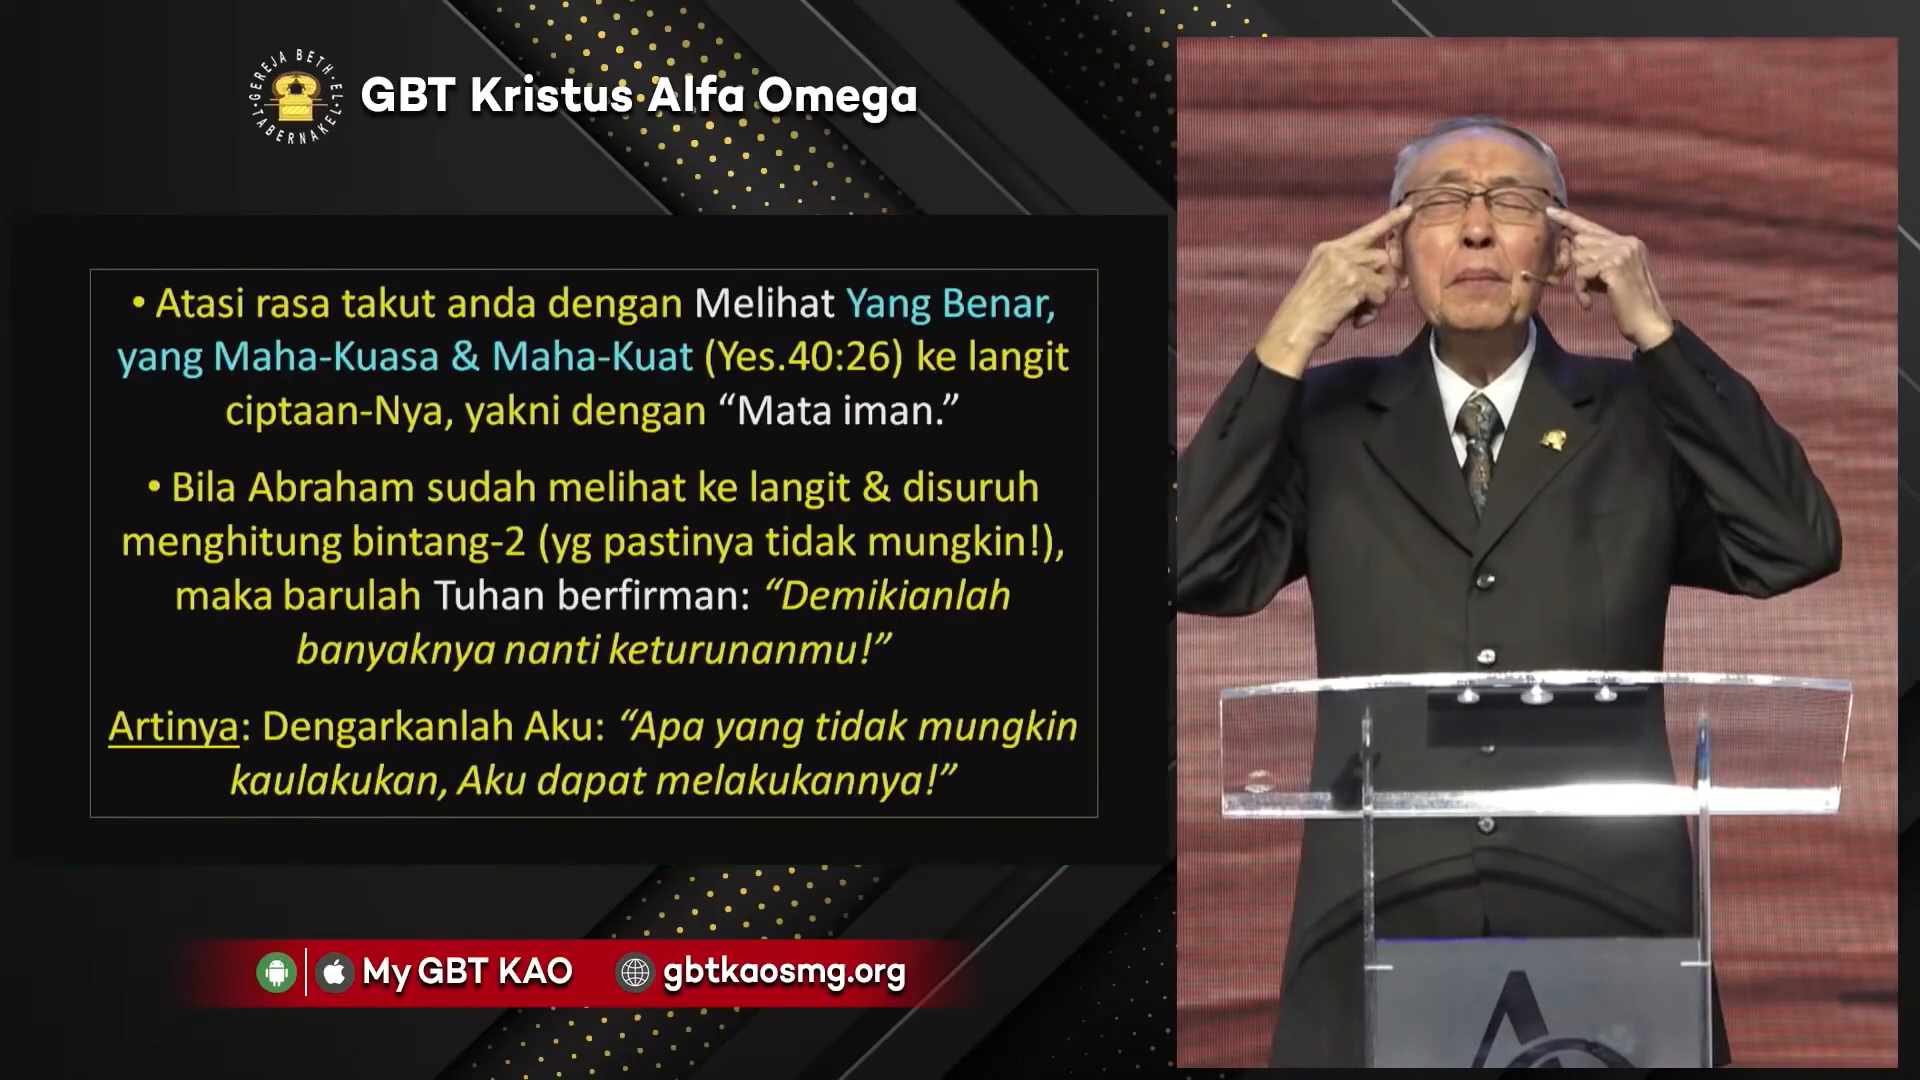 GEREJA BETH-EL
TABERNAKEL
GBT Kristus Alfa Omega
• Atasi rasa takut anda dengan Melihat Yang Benar,
yang Maha-Kuasa & Maha-Kuat (Yes.40:26) ke langit
ciptaan-Nya, yakni dengan “Mata iman.”
• Bila Abraham sudah melihat ke langit & disuruh
menghitung bintang-2 (yg pastinya tidak mungkin!),
maka barulah Tuhan berfirman: “Demikianlah
banyaknya nanti keturunanmu!”
Artinya: Dengarkanlah Aku: “Apa yang tidak mungkin
kaulakukan, Aku dapat melakukannya!”
My GBT KAO
gbtkaosmg.org